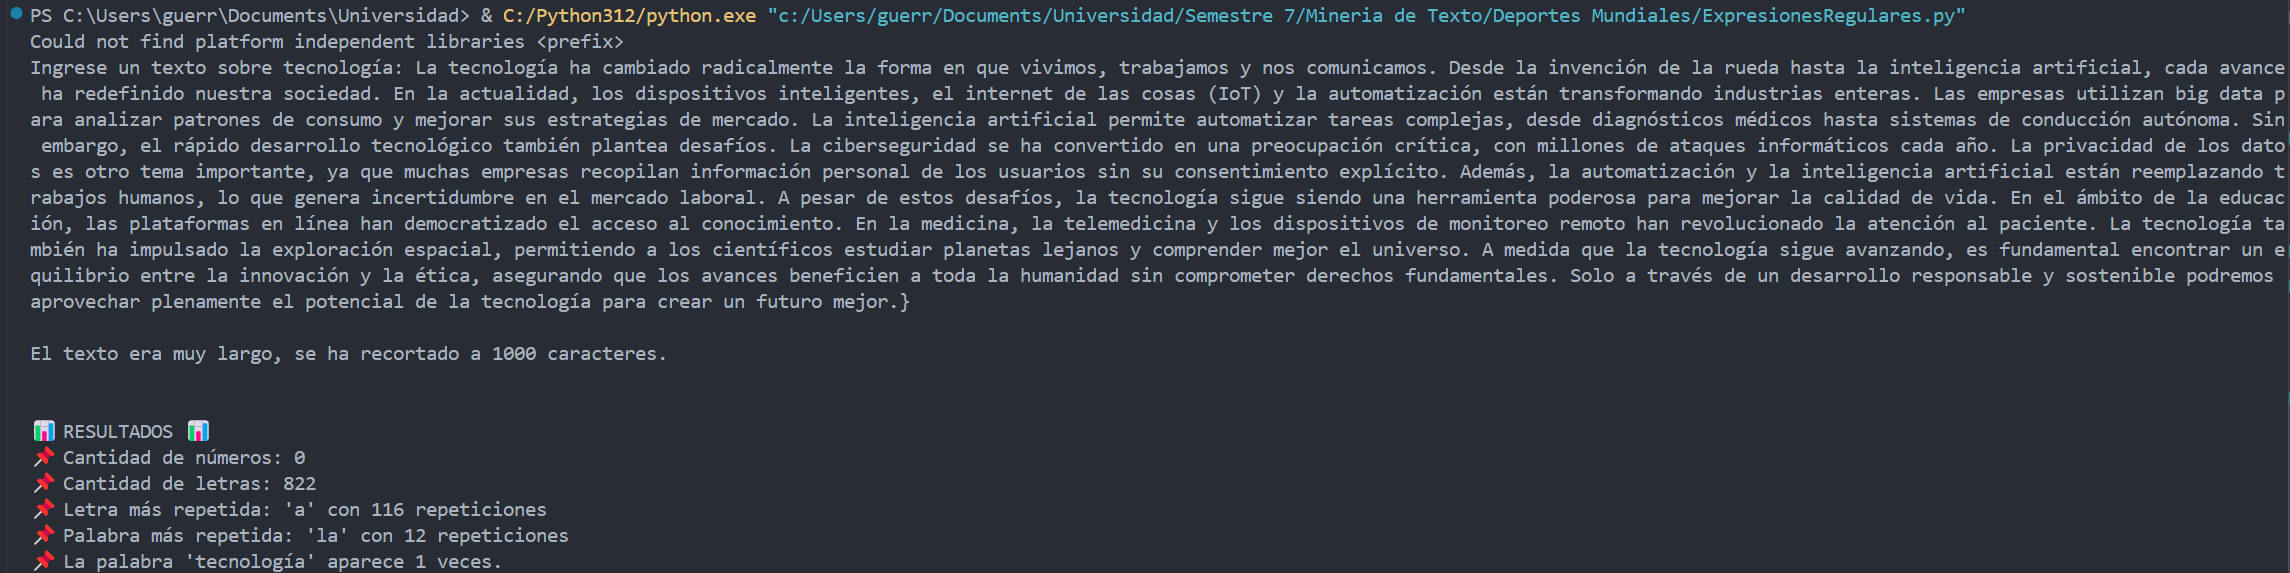 PS C:\Users\guerr\Documents\Universidad> & C:/Python312/python.exe "c:/Users/guerr/Documents/Universidad/Semestre 7/Mineria de Texto/Deportes Mundiales/ExpresionesRegulares.py"
Could not find platform independent libraries <prefix>
Ingrese un texto sobre tecnología: La tecnología ha cambiado radicalmente la forma en que vivimos, trabajamos y nos comunicamos. Desde la invención de la rueda hasta la inteligencia artificial, cada avance
ha redefinido nuestra sociedad. En la actualidad, los dispositivos inteligentes, el internet de las cosas (IoT) y la automatización están transformando industrias enteras. Las empresas utilizan big data p
ara analizar patrones de consumo y mejorar sus estrategias de mercado. La inteligencia artificial permite automatizar tareas complejas, desde diagnósticos médicos hasta sistemas de conducción autónoma. Sin
embargo, el rápido desarrollo tecnológico también plantea desafíos. La ciberseguridad se ha convertido en una preocupación crítica, con millones de ataques informáticos cada año. La privacidad de los dato
s es otro tema importante, ya que muchas empresas recopilan información personal de los usuarios sin su consentimiento explícito. Además, la automatización y la inteligencia artificial están reemplazando t
rabajos humanos, lo que genera incertidumbre en el mercado laboral. A pesar de estos desafíos, la tecnología sigue siendo una herramienta poderosa para mejorar la calidad de vida. En el ámbito de la educac
ión, las plataformas en línea han democratizado el acceso al conocimiento. En la medicina, la telemedicina y los dispositivos de monitoreo remoto han revolucionado la atención al paciente. La tecnología ta
mbién ha impulsado la exploración espacial, permitiendo a los científicos estudiar planetas lejanos y comprender mejor el universo. A medida que la tecnología sigue avanzando, es fundamental encontrar un e
quilibrio entre la innovación y la ética, asegurando que los avances beneficien a toda la humanidad sin comprometer derechos fundamentales. Solo a través de un desarrollo responsable y sostenible podremos
aprovechar plenamente el potencial de la tecnología para crear un futuro mejor.}
El texto era muy largo, se ha recortado a 1000 caracteres.
📊 RESULTADOS 📊
📌 Cantidad de números: 0
📌 Cantidad de letras: 822
📌 Letra más repetida: 'a' con 116 repeticiones
📌 Palabra más repetida: 'la' con 12 repeticiones
📌 La palabra 'tecnología' aparece 1 veces.